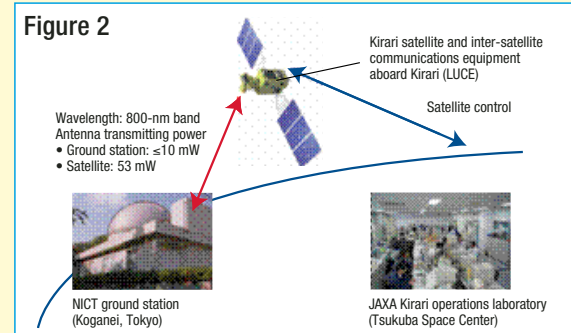 Figure 2
Kirari satellite and inter-satellite
communications equipment
aboard Kirari (LUCE)
Satellite control
Wavelength: 800-nm band
Antenna transmitting power
• Ground station: ≤10 mW
• Satellite: 53 mW
NICT ground station
(Koganei, Tokyo)
JAXA Kirari operations laboratory
(Tsukuba Space Center)